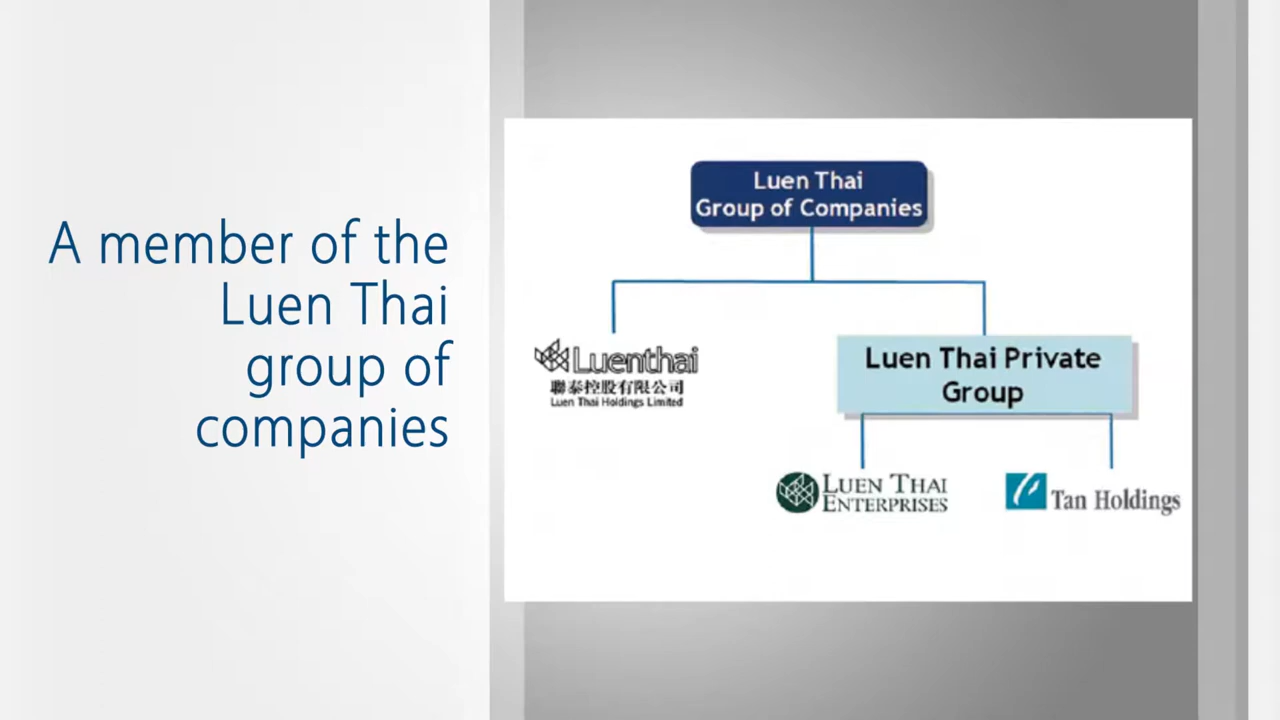 A member of the
Luen Thai
group of
companies
Luen Thai
Group of Companies
Luenthai
聯泰控股有限公司
Luen Thai Holdings Limited
Luen Thai Private
Group
LUEN THAI
ENTERPRISES
Tan Holdings